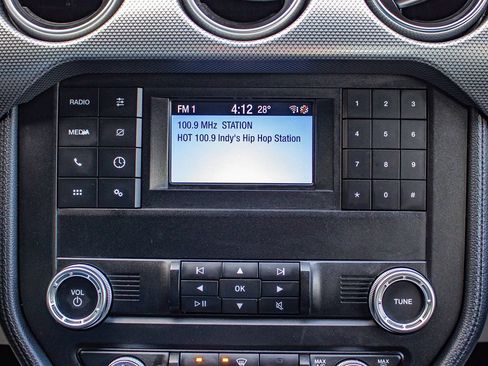 RADIO
MEDIA
FM 1 4:12 28°
100.9 MHz STATION
HOT 100.9 Indy's Hip Hop Station
1 2 3
4 5 6
7 8 9
* 0 #
VOL
OK
TUNE
MAX
MAX